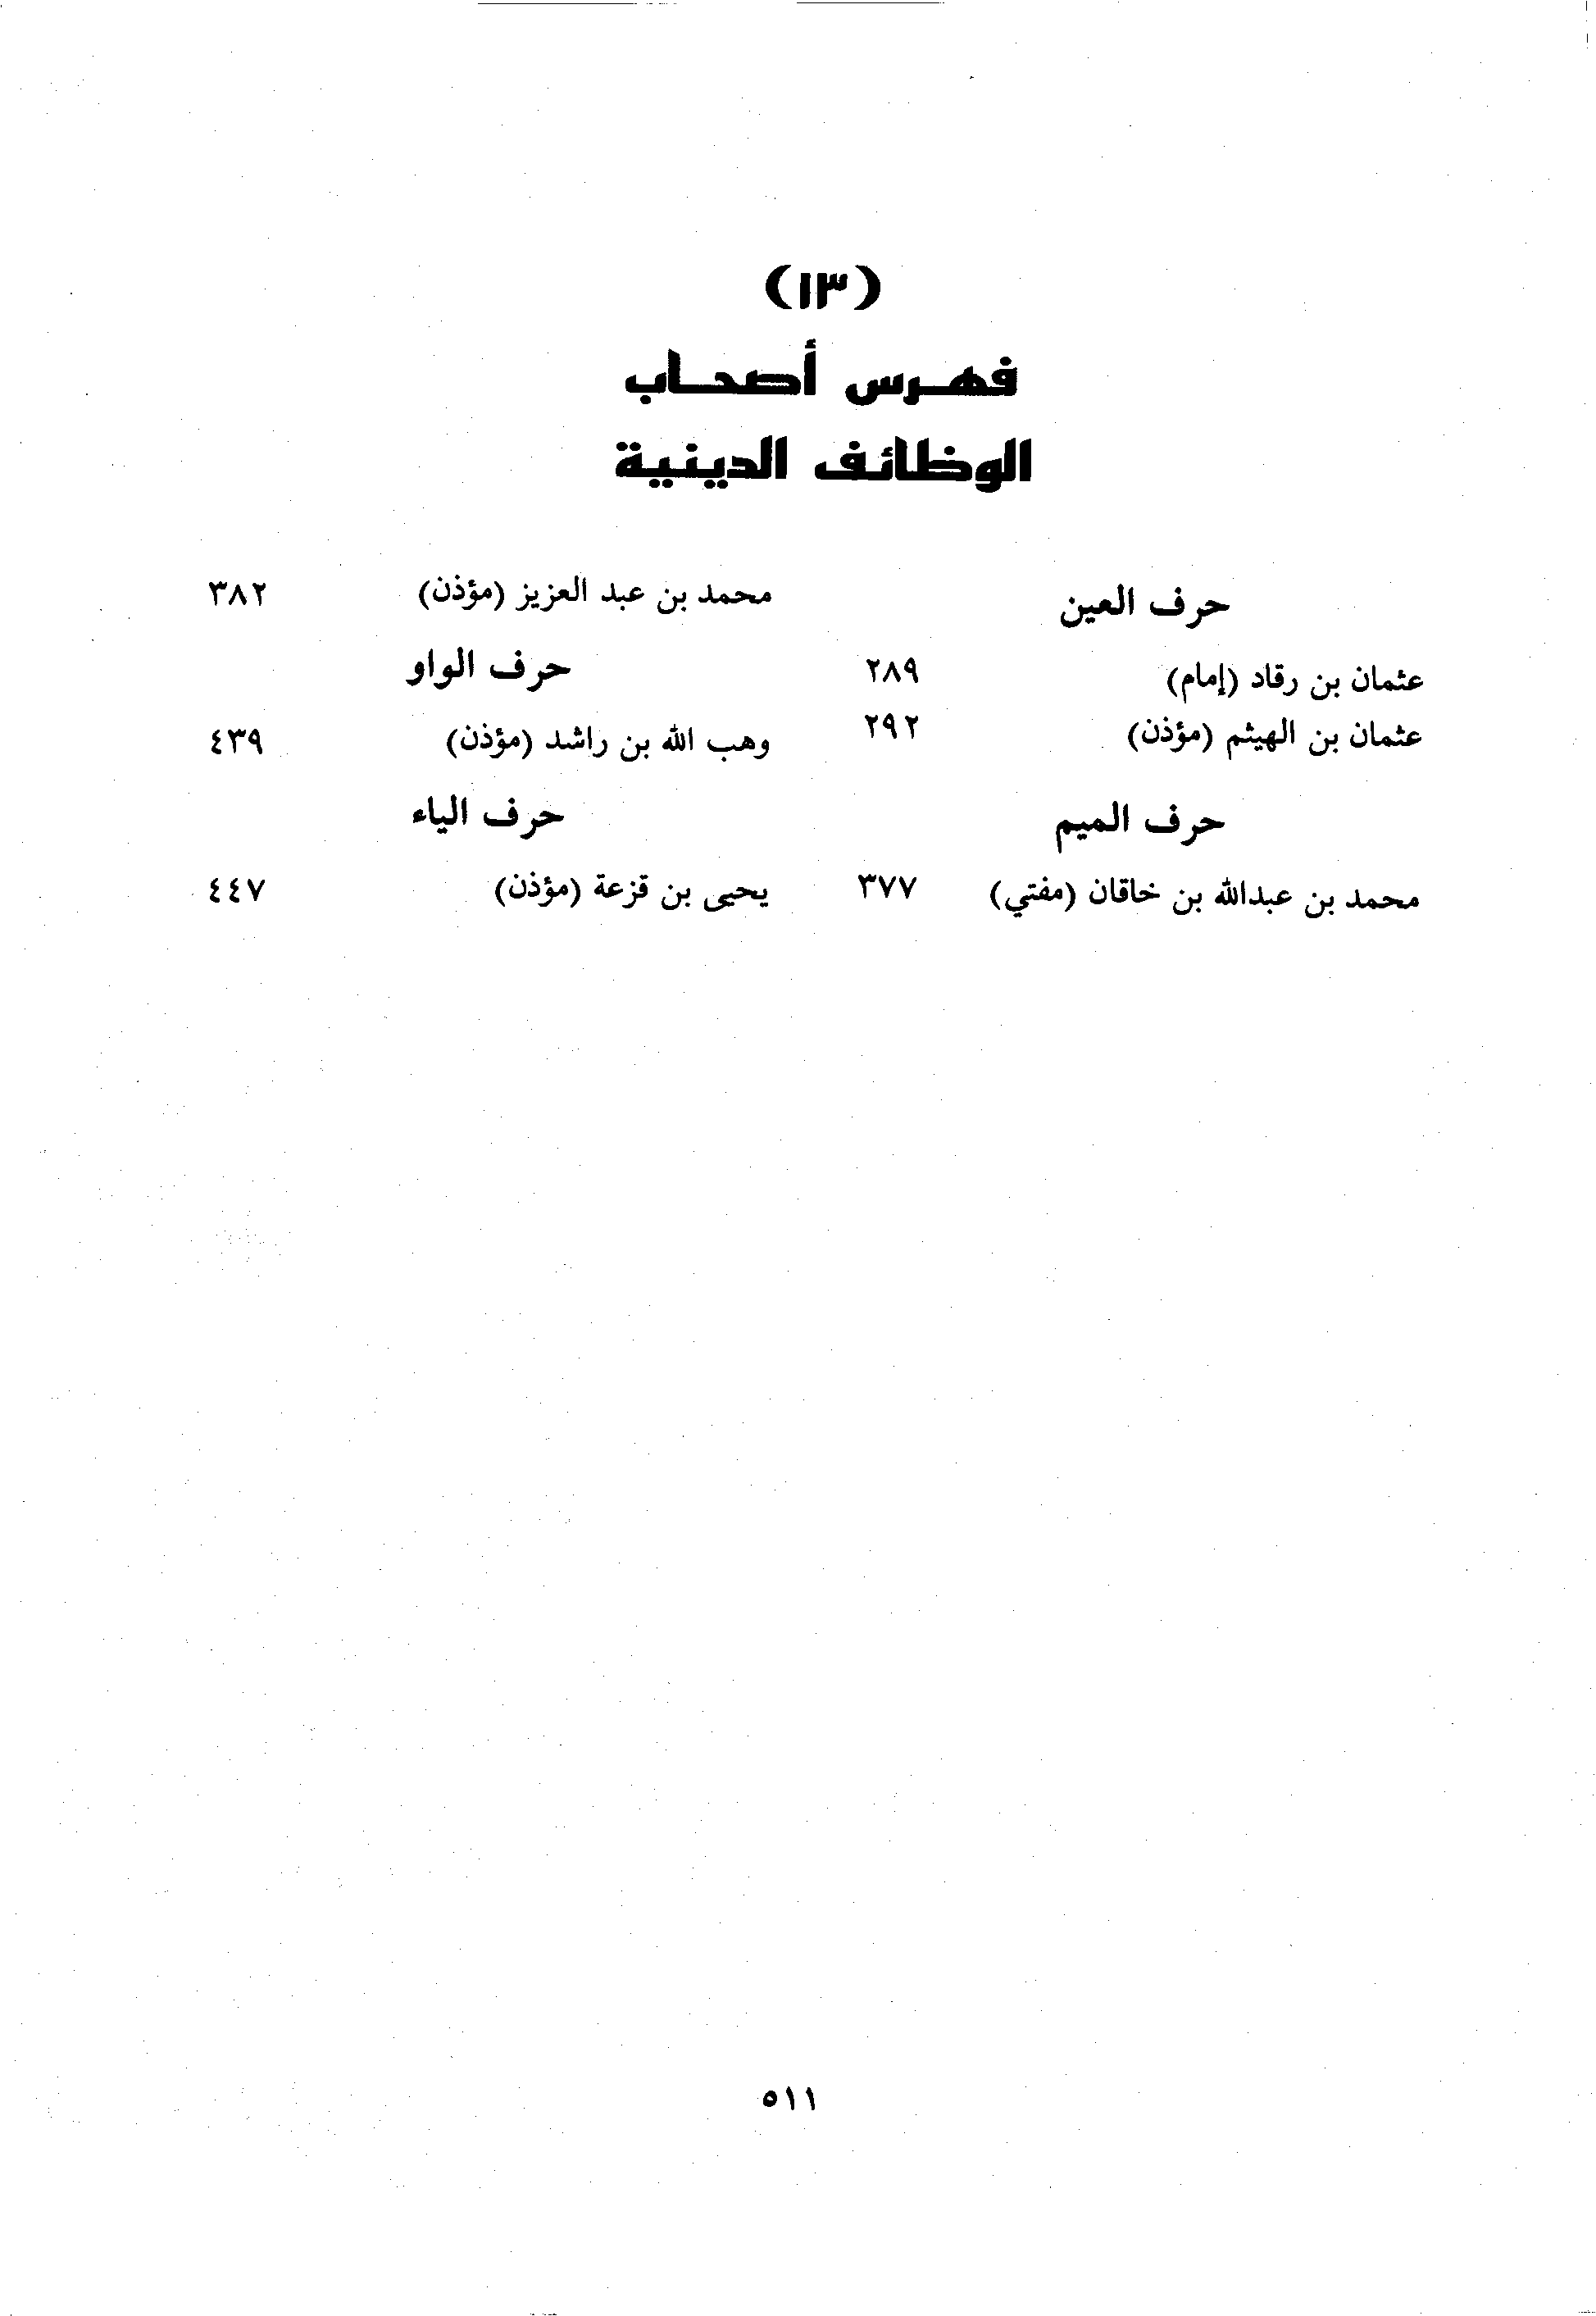 (١٣)
فهرس أصحاب
الوظائف الدينية
حرف العين
عثمان بن رقاد (إمام) ٢٨٩
عثمان بن الهيثم (مؤذن) ٢٩٢
حرف الميم
محمد بن عبدالله بن خاقان (مفتي) ٣٧٧
محمد بن عبد العزيز (مؤذن) ٣٨٢
حرف الواو
وهب الله بن راشد (مؤذن) ٤٣٩
حرف الياء
يحيى بن قزعة (مؤذن) ٤٤٧
٥١١